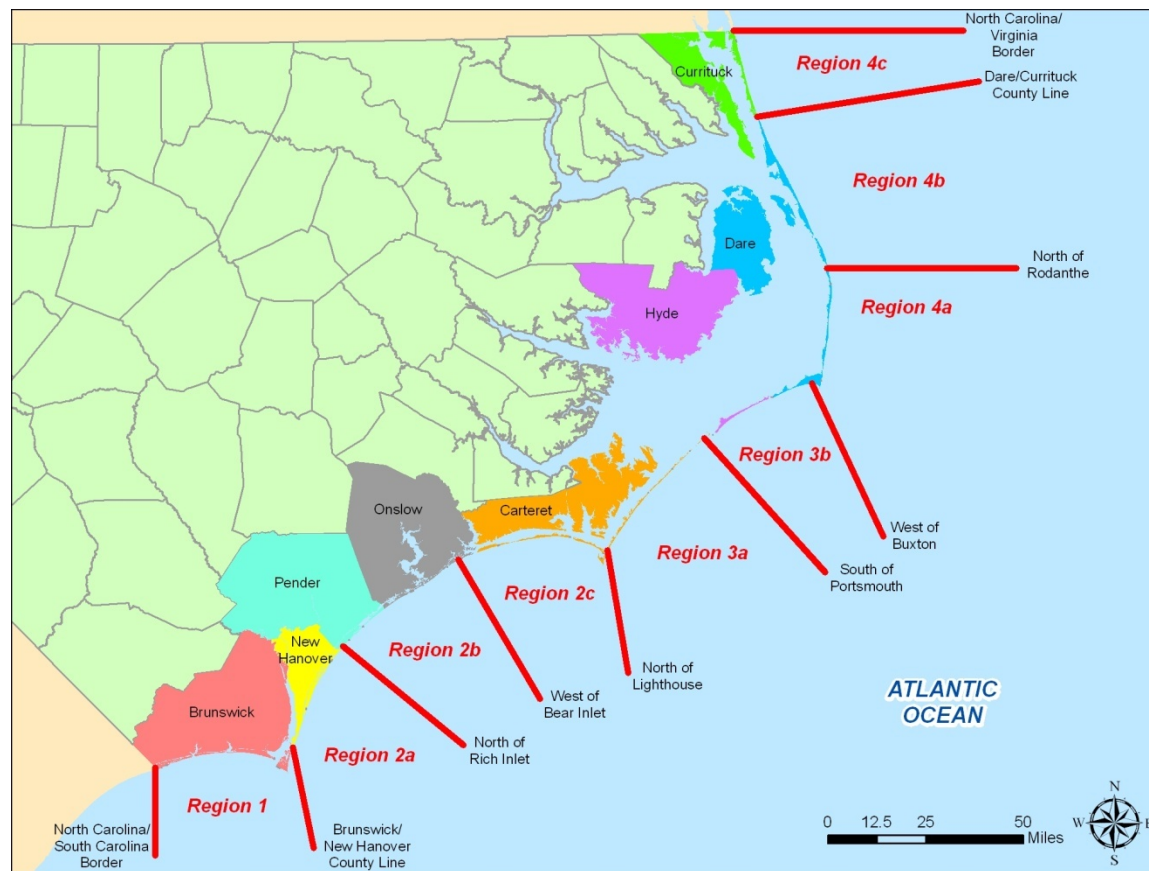 North Carolina/
Virginia
Border
Region 4c
Currituck
Dare/Currituck
County Line
Region 4b
Dare
North of
Rodanthe
Region 4a
Hyde
Region 3b
West of
Buxton
South of
Portsmouth
Onslow
Carteret
Region 3a
Pender
Region 2c
New
Hanover
Region 2b
North of
Lighthouse
West of
Bear Inlet
ATLANTIC
OCEAN
Brunswick
North of
Rich Inlet
Region 2a
Region 1
North Carolina/
South Carolina
Border
Brunswick/
New Hanover
County Line
0 12.5 25 50
Miles
N
W E
S